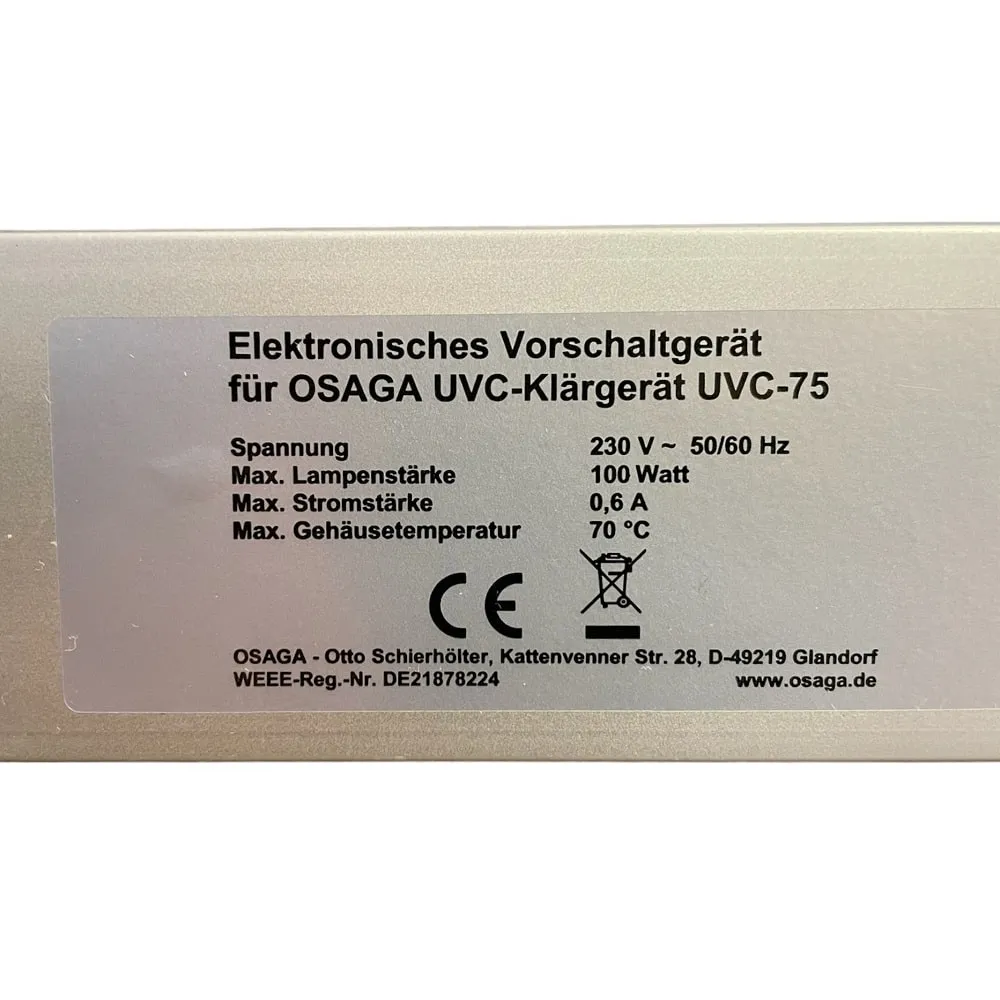 Elektronisches Vorschaltgerät
für OSAGA UVC-Klärgerät UVC-75
Spannung 230 V ~ 50/60 Hz
Max. Lampenstärke 100 Watt
Max. Stromstärke 0,6 A
Max. Gehäusetemperatur 70 °C
CE
OSAGA - Otto Schierhölter, Kattenvenner Str. 28, D-49219 Glandorf
WEEE-Reg.-Nr. DE21878224 www.osaga.de